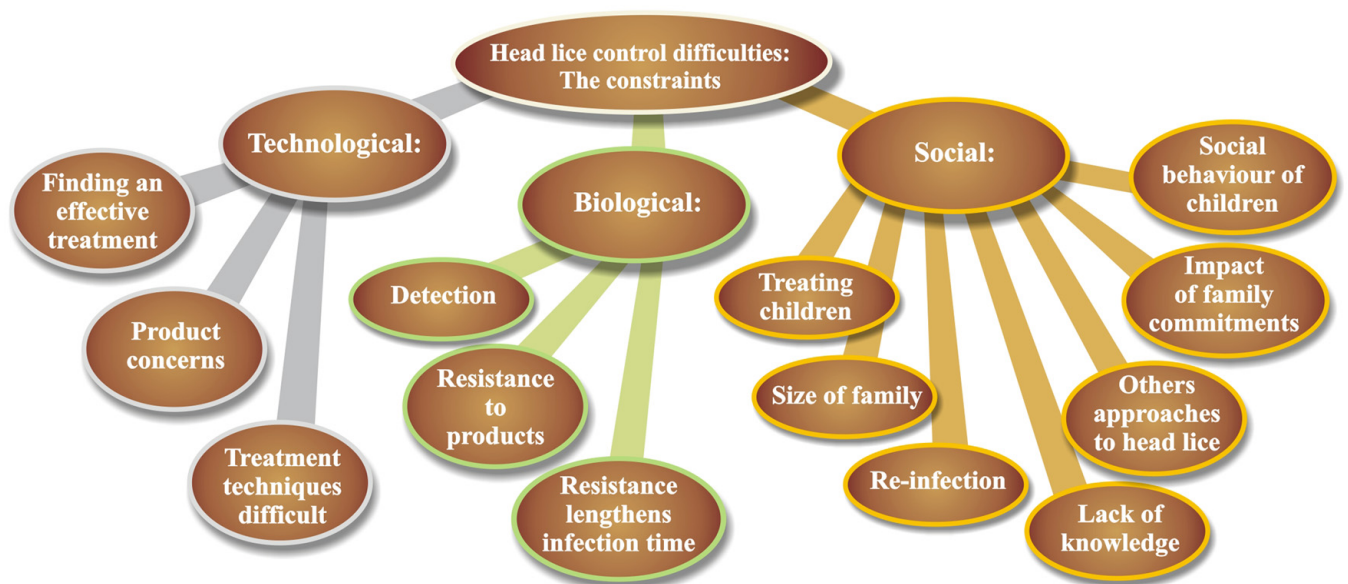 Head lice control difficulties:
The constraints
Technological:
Finding an
effective
treatment
Product
concerns
Treatment
techniques
difficult
Biological:
Detection
Resistance
to
products
Resistance
lengthens
infection time
Social:
Treating
children
Size of family
Re-infection
Lack of
knowledge
Others
approaches
to head lice
Impact
of family
commitments
Social
behaviour of
children